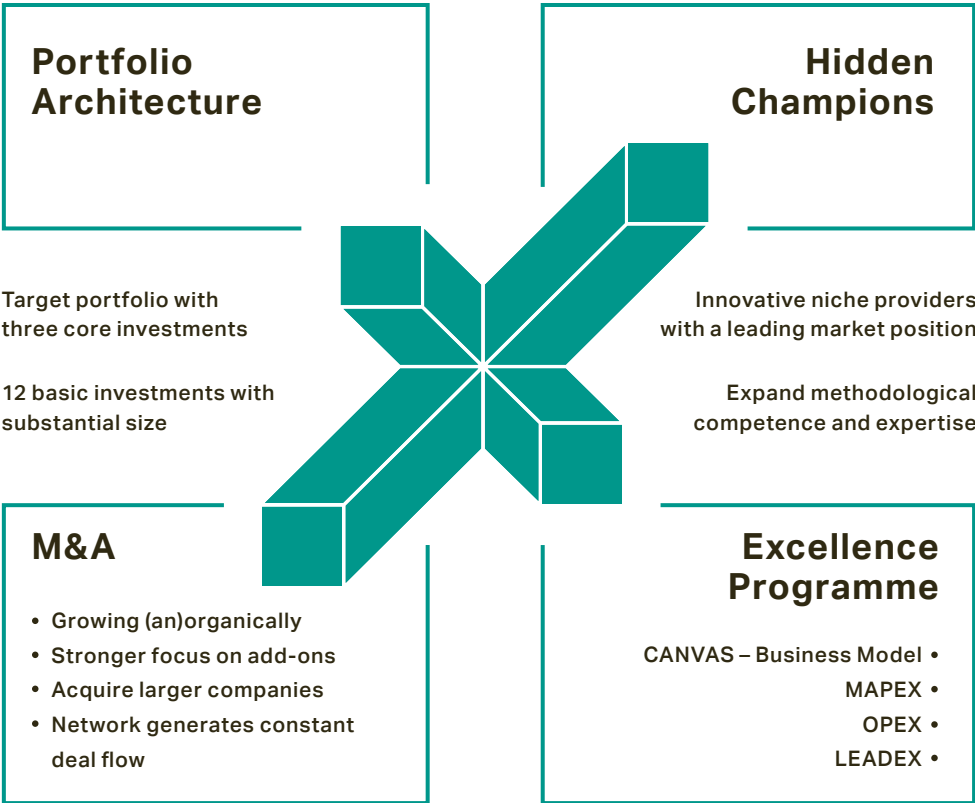 Portfolio
Architecture
Target portfolio with
three core investments
12 basic investments with
substantial size
Hidden
Champions
Innovative niche providers
with a leading market position
Expand methodological
competence and expertise
M&A
• Growing (an)organically
• Stronger focus on add-ons
• Acquire larger companies
• Network generates constant
deal flow
Excellence
Programme
CANVAS – Business Model •
MAPEX •
OPEX •
LEADEX •